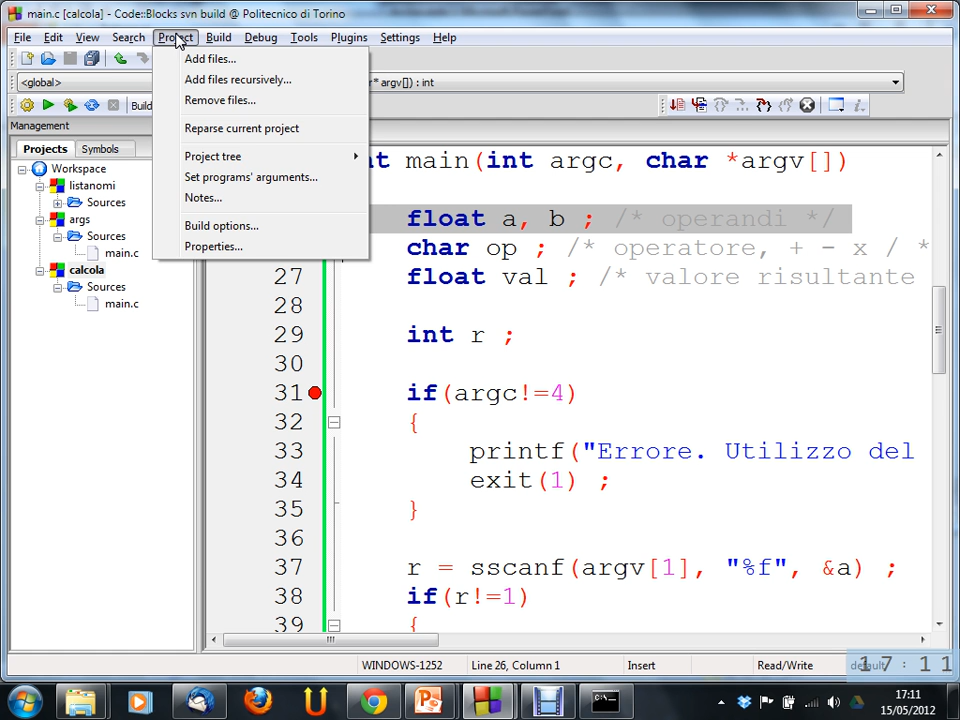 main.c [calcola] - Code::Blocks svn build @ Politecnico di Torino
File Edit View Search Project Build Debug Tools Plugins Settings Help
<global>
* argv[]) : int
Build
Add files...
Add files recursively...
Remove files...
Reparse current project
Project tree
Set programs' arguments...
Notes...
Build options...
Properties...
Management
Projects Symbols
Workspace
listanomi
Sources
args
Sources
main.c
calcola
Sources
main.c
nt main(int argc, char *argv[])
float a, b ; /* operandi */
char op ; /* operatore, + - x / *
27 float val ; /* valore risultante
28
29 int r ;
30
31 if(argc!=4)
32 {
33 printf("Errore. Utilizzo del
34 exit(1) ;
35 }
36
37 r = sscanf(argv[1], "%f", &a) ;
38 if(r!=1)
39 {
WINDOWS-1252 Line 26, Column 1 Insert Read/Write default
17 : 11
17:11
15/05/2012